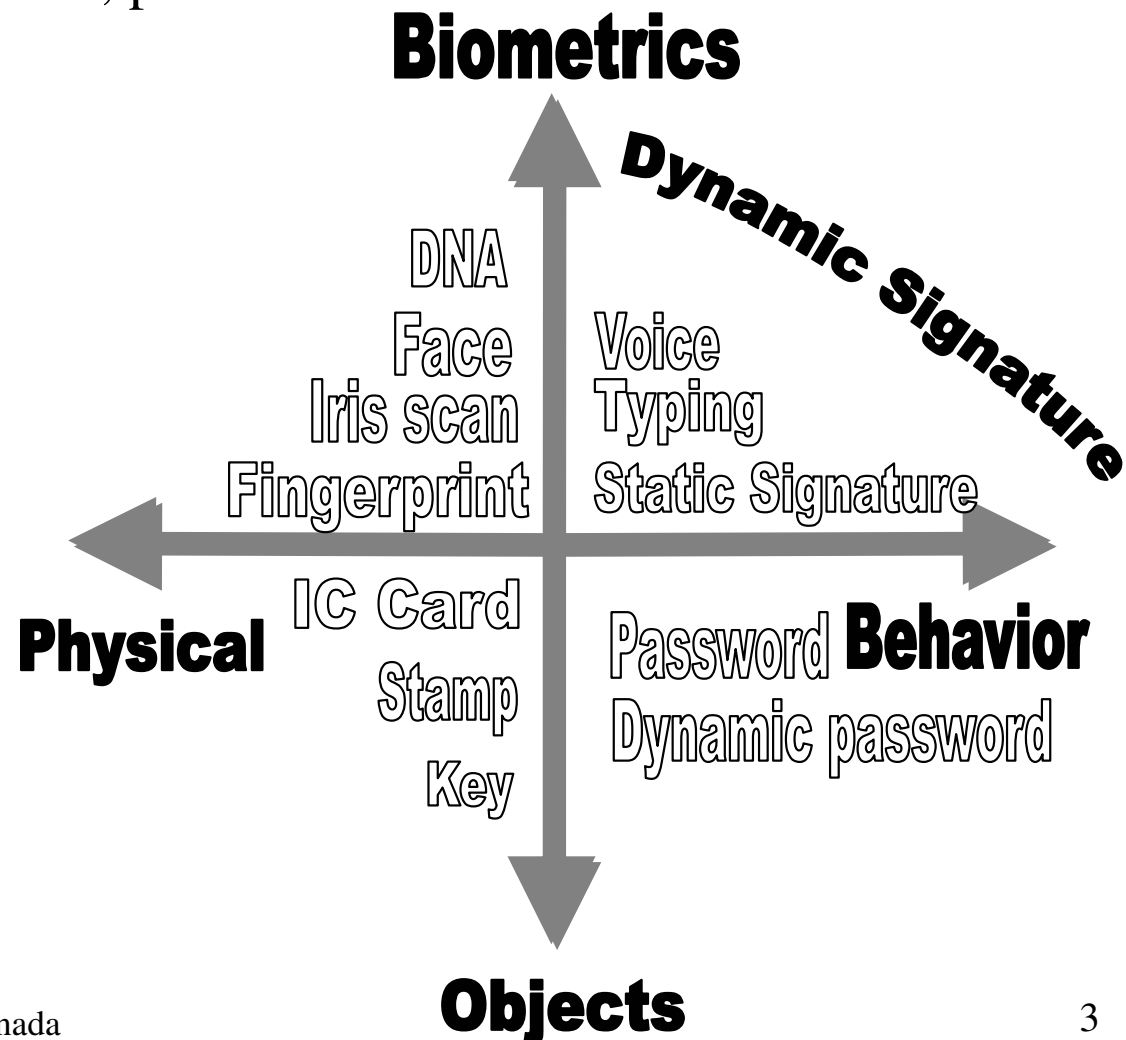 Biometrics
Dynamic Signature
DNA
Face
Voice
Iris scan
Typing
Fingerprint
Static Signature
IC Card
Physical
Password
Behavior
Stamp
Dynamic password
Key
Objects
3